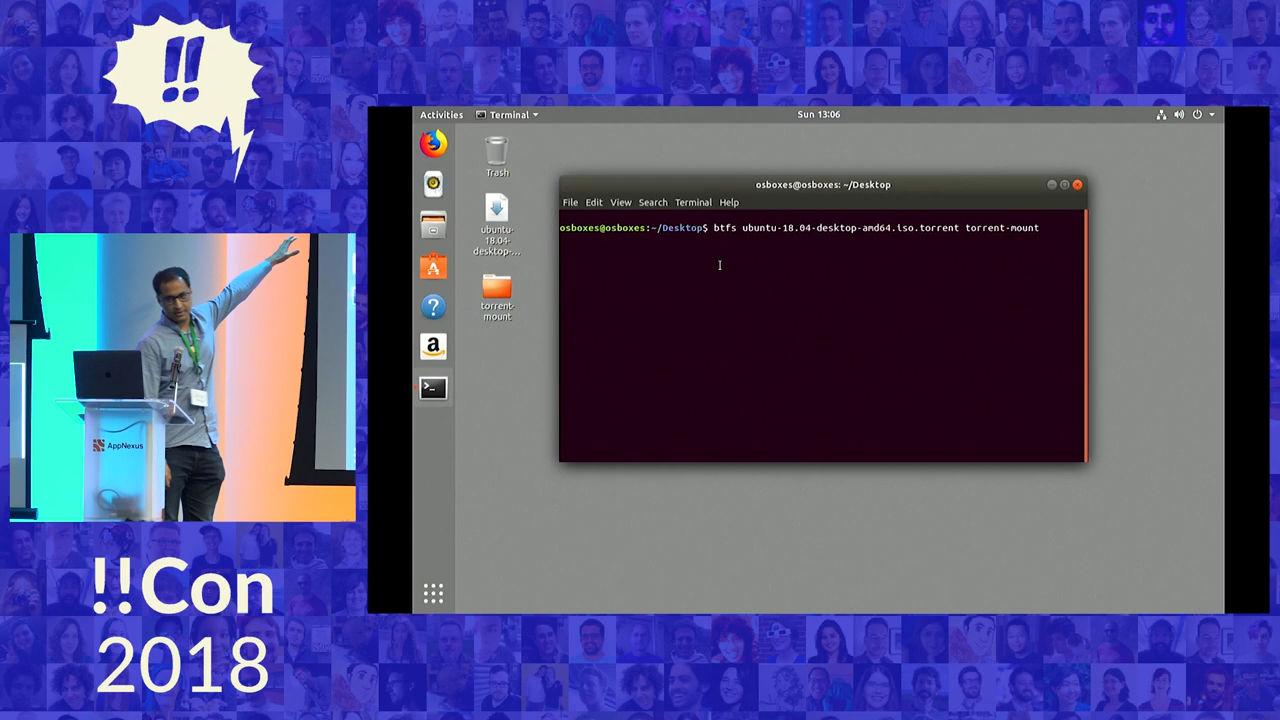 !!
Activities
Terminal
Sun 13:06
Trash
ubuntu-
18.04-
desktop-...
torrent-
mount
a
osboxes@osboxes: ~/Desktop
File Edit View Search Terminal Help
osboxes@osboxes:~/Desktop$ btfs ubuntu-18.04-desktop-amd64.iso.torrent torrent-mount
AppNexus
!!Con
2018